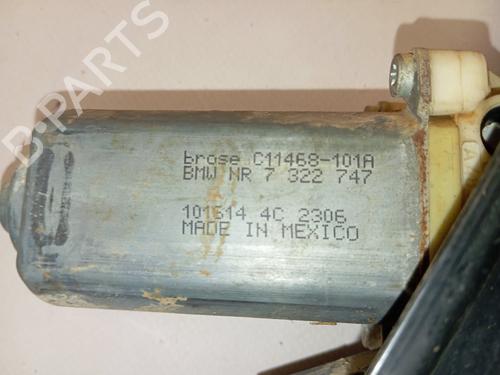 B-PARTS
brose C11468-101A
BMW NR 7 322 747
101614 4C 2306
MADE IN MEXICO